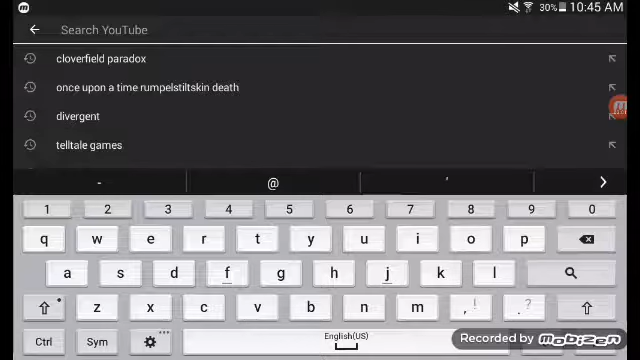 30% 10:45 AM
Search YouTube
cloverfield paradox
once upon a time rumpelstiltskin death
divergent
telltale games
- @ '
1 2 3 4 5 6 7 8 9 0
q w e r t y u i o p
a s d f g h j k l
z x c v b n m , ! . ?
Ctrl Sym English(US)
Recorded by MOBIZEN